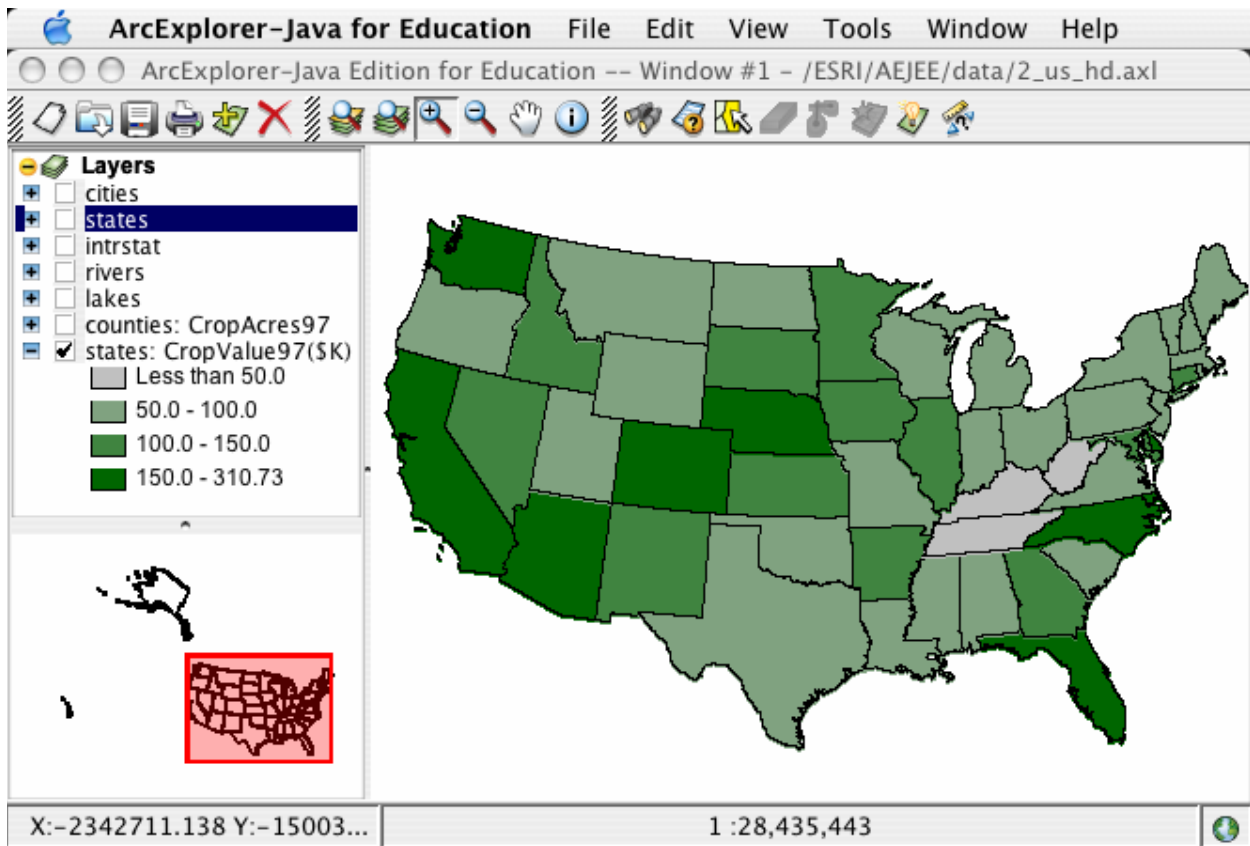 ArcExplorer-Java for Education File Edit View Tools Window Help
ArcExplorer-Java Edition for Education -- Window #1 - /ESRI/AEJEE/data/2_us_hd.axl
Layers
cities
states
intrstat
rivers
lakes
counties: CropAcres97
states: CropValue97($K)
Less than 50.0
50.0 - 100.0
100.0 - 150.0
150.0 - 310.73
X:-2342711.138 Y:-15003... 1 :28,435,443